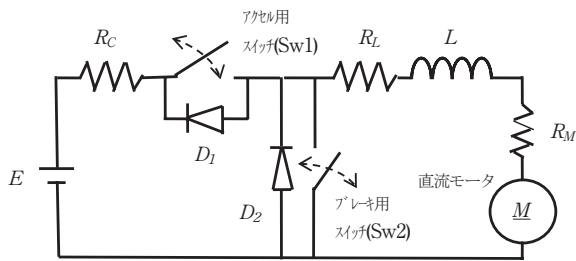 アクセル用
スイッチ(Sw1)
R_C
R_L
L
D_1
R_M
E
D_2
直流モータ
M
ブレーキ用
スイッチ(Sw2)